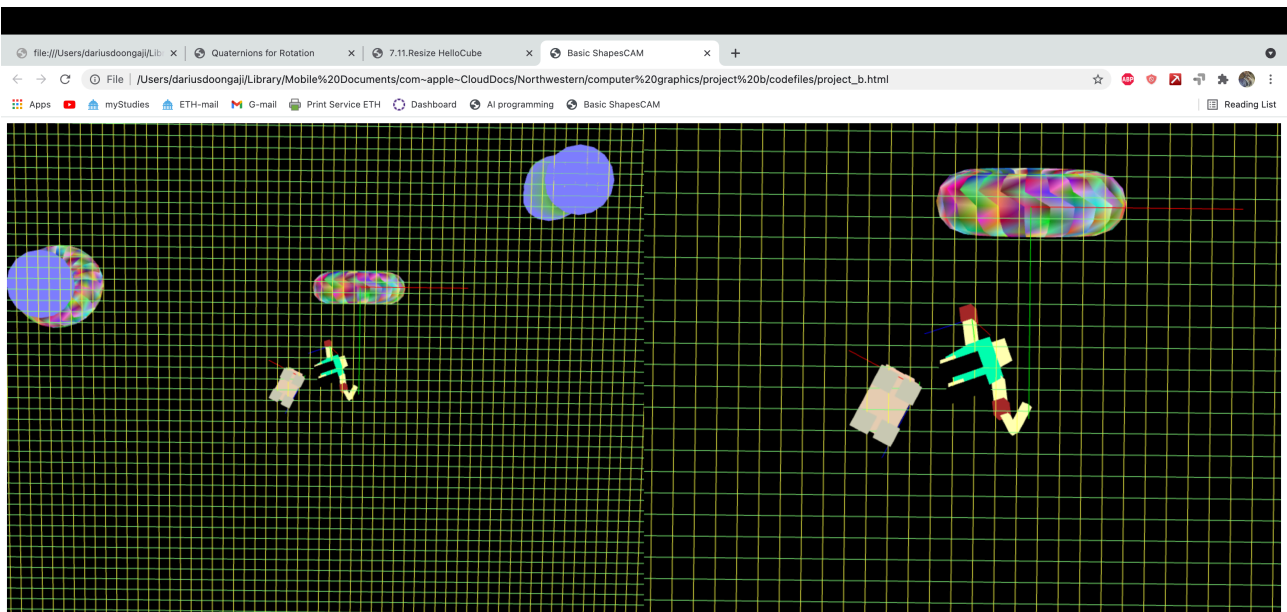 file:///Users/dariusdoongaji/Lib
Quaternions for Rotation
7.11.Resize HelloCube
Basic ShapesCAM
File | /Users/dariusdoongaji/Library/Mobile%20Documents/com~apple~CloudDocs/Northwestern/computer%20graphics/project%20b/codefiles/project_b.html
ABP
Apps myStudies ETH-mail G-mail Print Service ETH Dashboard AI programming Basic ShapesCAM Reading List